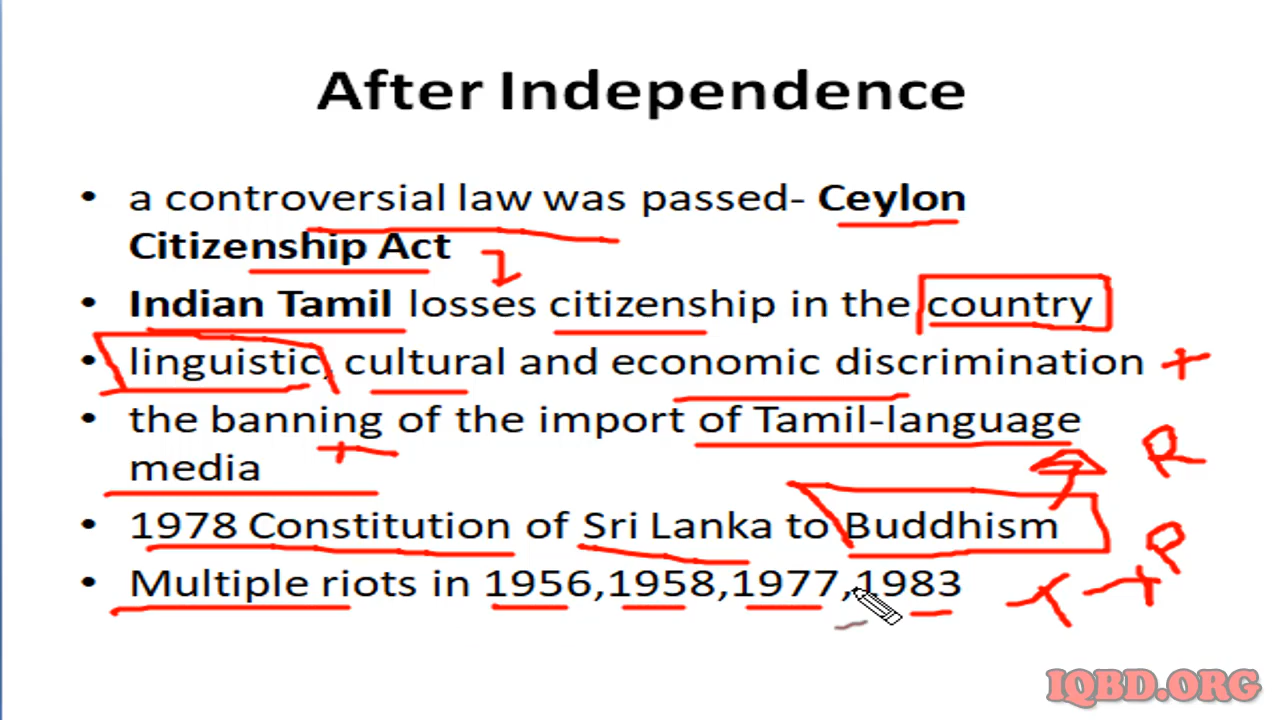 After Independence
• a controversial law was passed- Ceylon
Citizenship Act
• Indian Tamil losses citizenship in the country
• linguistic, cultural and economic discrimination +
• the banning of the import of Tamil-language
media
R
• 1978 Constitution of Sri Lanka to Buddhism
P
• Multiple riots in 1956,1958,1977,1983
IQBD.ORG